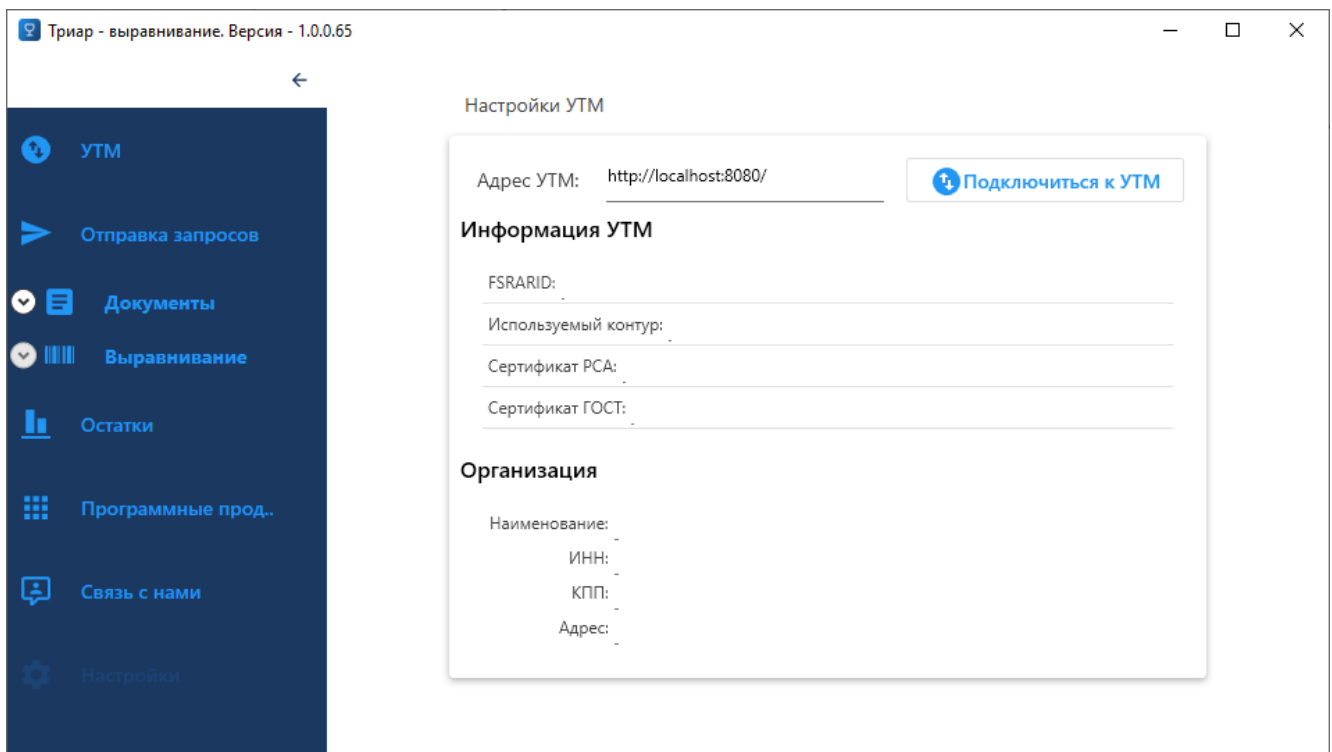 Триар - выравнивание. Версия - 1.0.0.65
УТМ
Отправка запросов
Документы
Выравнивание
Остатки
Программные прод..
Связь с нами
Настройки
Настройки УТМ
Адрес УТМ: http://localhost:8080/ Подключиться к УТМ
Информация УТМ
FSRARID: -
Используемый контур: -
Сертификат РСА: -
Сертификат ГОСТ: -
Организация
Наименование: -
ИНН: -
КПП: -
Адрес: -